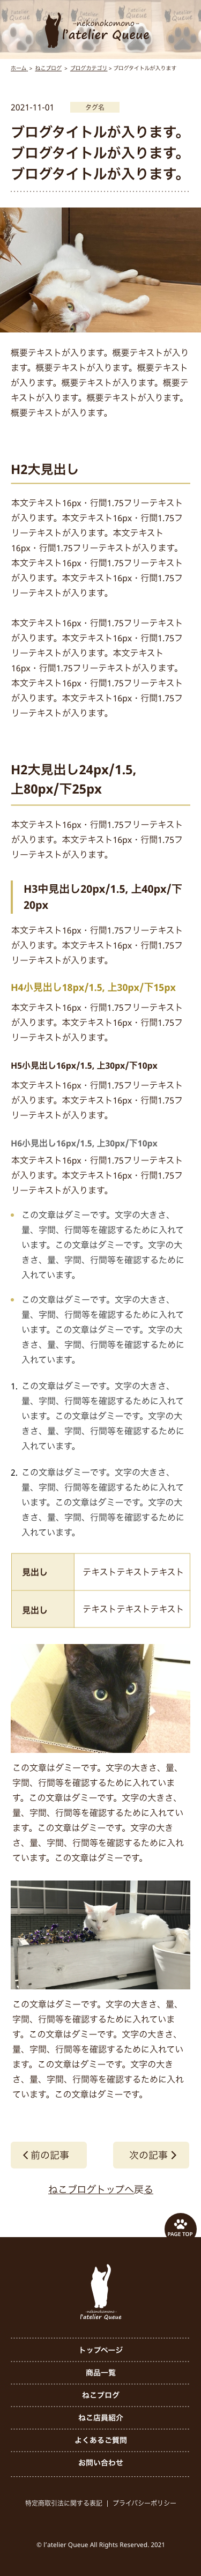 -nekonokomono-
l'atelier Queue
ホーム > ねこブログ > ブログカテゴリ > ブログタイトルが入ります
2021-11-01 タグ名
ブログタイトルが入ります。
ブログタイトルが入ります。
ブログタイトルが入ります。
概要テキストが入ります。概要テキストが入り
ます。概要テキストが入ります。概要テキスト
が入ります。概要テキストが入ります。概要テ
キストが入ります。概要テキストが入ります。
概要テキストが入ります。
H2大見出し
本文テキスト16px・行間1.75フリーテキスト
が入ります。本文テキスト16px・行間1.75フ
リーテキストが入ります。本文テキスト
16px・行間1.75フリーテキストが入ります。
本文テキスト16px・行間1.75フリーテキスト
が入ります。本文テキスト16px・行間1.75フ
リーテキストが入ります。
本文テキスト16px・行間1.75フリーテキスト
が入ります。本文テキスト16px・行間1.75フ
リーテキストが入ります。本文テキスト
16px・行間1.75フリーテキストが入ります。
本文テキスト16px・行間1.75フリーテキスト
が入ります。本文テキスト16px・行間1.75フ
リーテキストが入ります。
H2大見出し24px/1.5,
上80px/下25px
本文テキスト16px・行間1.75フリーテキスト
が入ります。本文テキスト16px・行間1.75フ
リーテキストが入ります。
H3中見出し20px/1.5, 上40px/下
20px
本文テキスト16px・行間1.75フリーテキスト
が入ります。本文テキスト16px・行間1.75フ
リーテキストが入ります。
H4小見出し18px/1.5, 上30px/下15px
本文テキスト16px・行間1.75フリーテキスト
が入ります。本文テキスト16px・行間1.75フ
リーテキストが入ります。
H5小見出し16px/1.5, 上30px/下10px
本文テキスト16px・行間1.75フリーテキスト
が入ります。本文テキスト16px・行間1.75フ
リーテキストが入ります。
H6小見出し16px/1.5, 上30px/下10px
本文テキスト16px・行間1.75フリーテキスト
が入ります。本文テキスト16px・行間1.75フ
リーテキストが入ります。
この文章はダミーです。文字の大きさ、
量、字間、行間等を確認するために入れて
います。この文章はダミーです。文字の大
きさ、量、字間、行間等を確認するために
入れています。
この文章はダミーです。文字の大きさ、
量、字間、行間等を確認するために入れて
います。この文章はダミーです。文字の大
きさ、量、字間、行間等を確認するために
入れています。
1. この文章はダミーです。文字の大きさ、
量、字間、行間等を確認するために入れて
います。この文章はダミーです。文字の大
きさ、量、字間、行間等を確認するために
入れています。
2. この文章はダミーです。文字の大きさ、
量、字間、行間等を確認するために入れて
います。この文章はダミーです。文字の大
きさ、量、字間、行間等を確認するために
入れています。
見出し テキストテキストテキスト
見出し テキストテキストテキスト
この文章はダミーです。文字の大きさ、量、
字間、行間等を確認するために入れていま
す。この文章はダミーです。文字の大きさ、
量、字間、行間等を確認するために入れてい
ます。この文章はダミーです。文字の大き
さ、量、字間、行間等を確認するために入れ
ています。この文章はダミーです。
この文章はダミーです。文字の大きさ、量、
字間、行間等を確認するために入れていま
す。この文章はダミーです。文字の大きさ、
量、字間、行間等を確認するために入れてい
ます。この文章はダミーです。文字の大き
さ、量、字間、行間等を確認するために入れ
ています。この文章はダミーです。
前の記事 次の記事
ねこブログトップへ戻る
PAGE TOP
-nekonokomono-
l'atelier Queue
トップページ
商品一覧
ねこブログ
ねこ店員紹介
よくあるご質問
お問い合わせ
特定商取引法に関する表記 | プライバシーポリシー
© l'atelier Queue All Rights Reserved. 2021